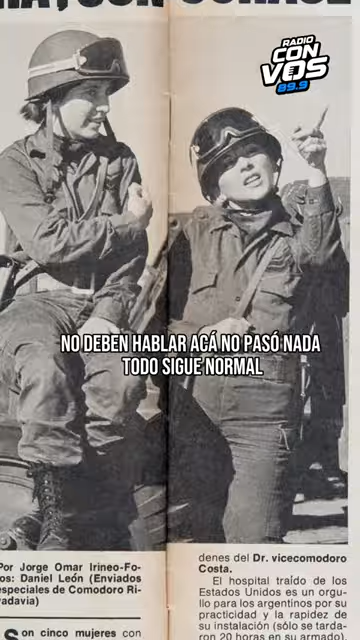 RADIO
CON
VOS
89.9
NO DEBEN HABLAR ACÁ NO PASÓ NADA
TODO SIGUE NORMAL
Por Jorge Omar Irineo-Fo-
os: Daniel León (Enviados
especiales de Comodoro Ri-
vadavia)
on cinco mujeres con
denes del Dr. vicecomodoro
Costa.
El hospital traído de los
Estados Unidos es un orgu-
llo para los argentinos por su
practicidad y la rapidez de
su instalación (sólo se tarda-
ron 20 horas en su armado.